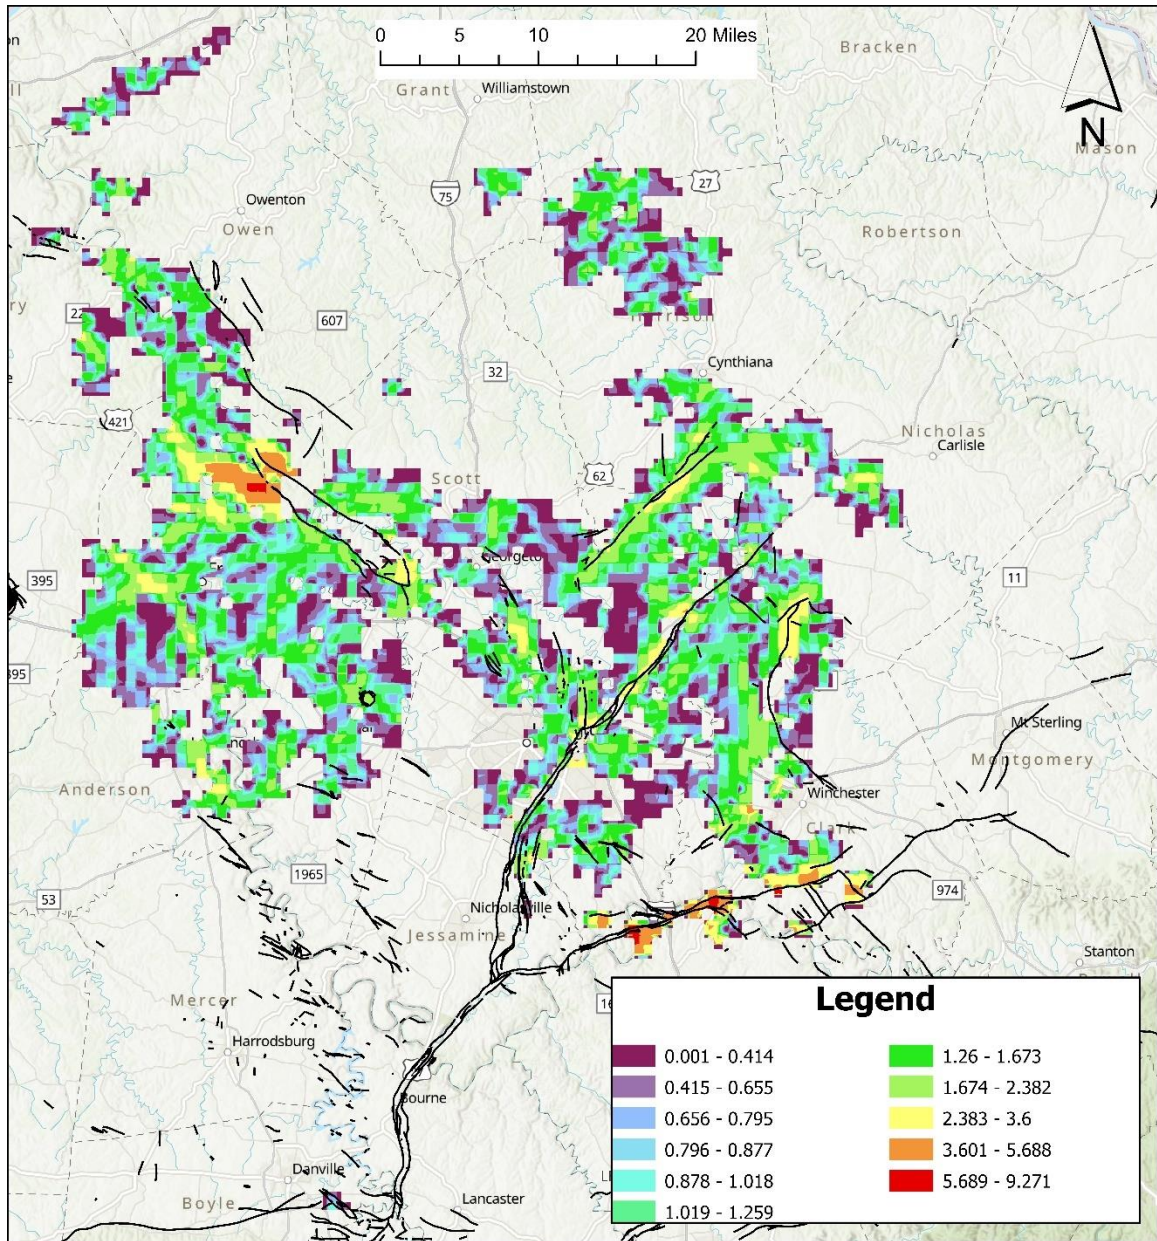 0 5 10 20 Miles
Bracken
Grant
Williamstown
N
Mason
75
27
Owenton
Owen
Robertson
22
607
32
Cynthiana
421
Nicholas
Carlisle
62
Scott
395
11
395
Mt Sterling
Montgomery
Anderson
Winchester
Clark
1965
53
974
Nicholasville
Jessamine
Stanton
Mercer
Harrodsburg
Bourne
Danville
Boyle
Lancaster
Legend
0.001 - 0.414
0.415 - 0.655
0.656 - 0.795
0.796 - 0.877
0.878 - 1.018
1.019 - 1.259
1.26 - 1.673
1.674 - 2.382
2.383 - 3.6
3.601 - 5.688
5.689 - 9.271